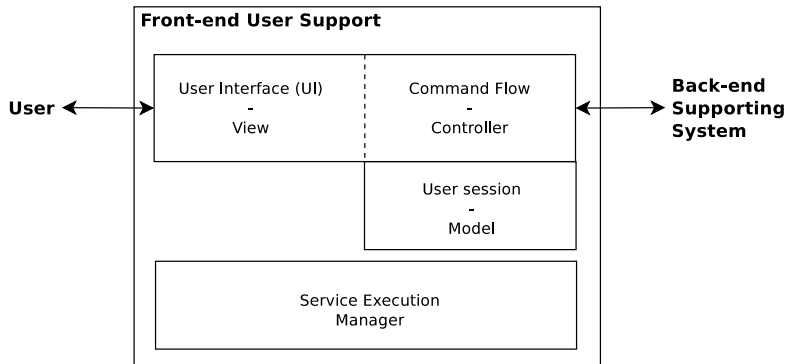 Front-end User Support
User Interface (UI)
-
View
Command Flow
-
Controller
User
Back-end
Supporting
System
User session
-
Model
Service Execution
Manager